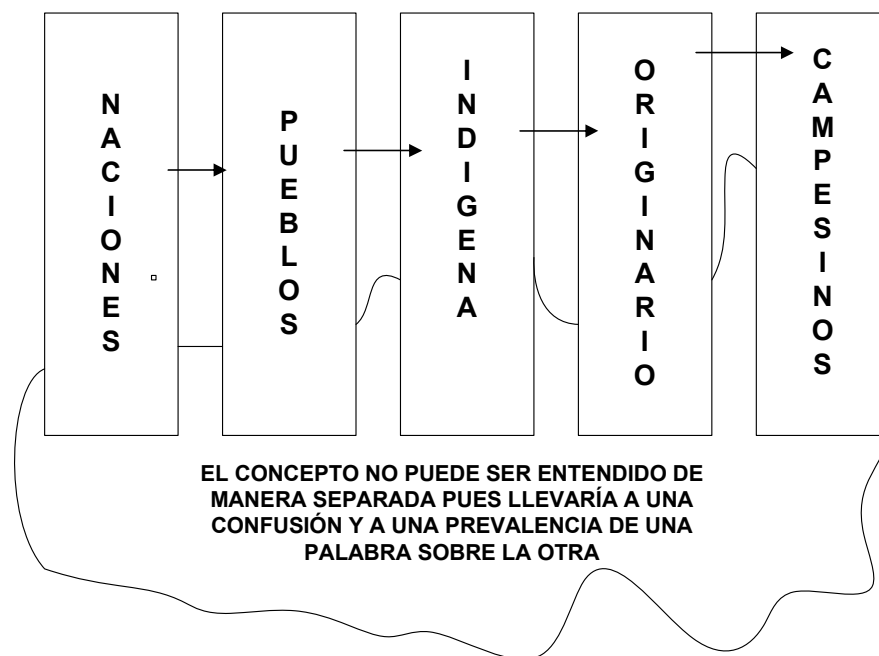 NACIONES
PUEBLOS
INDIGENA
ORIGINARIO
CAMPESINOS
EL CONCEPTO NO PUEDE SER ENTENDIDO DE
MANERA SEPARADA PUES LLEVARÍA A UNA
CONFUSIÓN Y A UNA PREVALENCIA DE UNA
PALABRA SOBRE LA OTRA